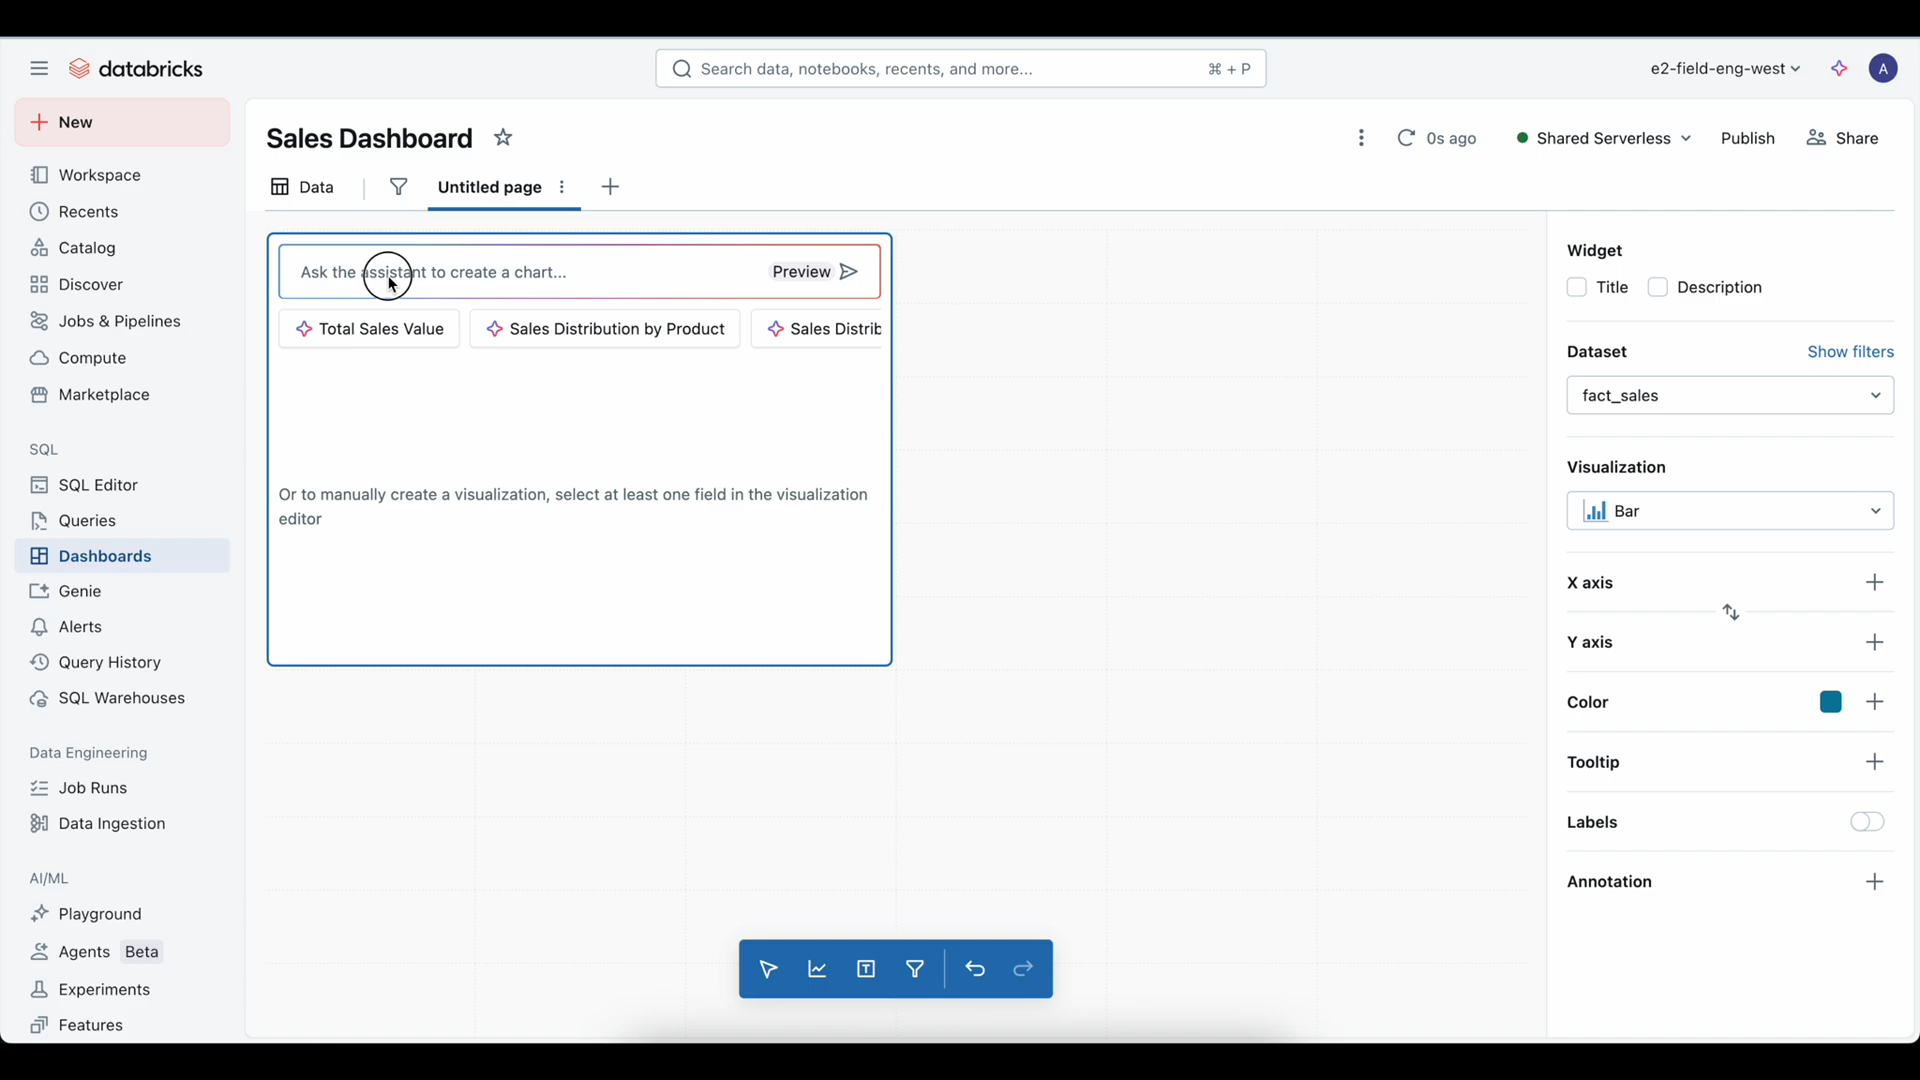 databricks
Search data, notebooks, recents, and more...
⌘ + P
e2-field-eng-west
A
New
Workspace
Recents
Catalog
Discover
Jobs & Pipelines
Compute
Marketplace
SQL
SQL Editor
Queries
Dashboards
Genie
Alerts
Query History
SQL Warehouses
Data Engineering
Job Runs
Data Ingestion
AI/ML
Playground
Agents Beta
Experiments
Features
Sales Dashboard
0s ago
Shared Serverless
Publish
Share
Data
Untitled page
Ask the assistant to create a chart...
Preview
Total Sales Value
Sales Distribution by Product
Sales Distrib
Or to manually create a visualization, select at least one field in the visualization
editor
T
Widget
Title
Description
Dataset
Show filters
fact_sales
Visualization
Bar
X axis
Y axis
Color
Tooltip
Labels
Annotation